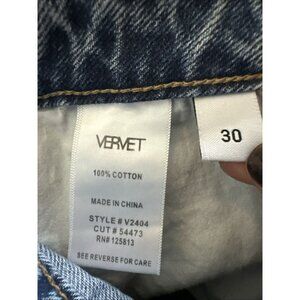 VERVET
100% COTTON
MADE IN CHINA
STYLE # V2404
CUT # 54473
RN# 125813
SEE REVERSE FOR CARE
30